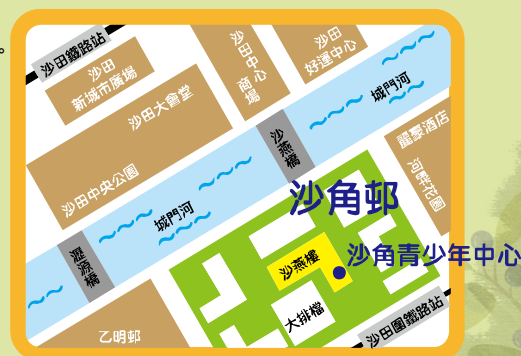 。
沙田鐵路站
沙田
新城市廣場
沙田中心
商場
沙田
好運中心
沙田大會堂
沙田中央公園
城門河
沙燕橋
麗豪酒店
河畔花園
城門河
瀝源橋
沙角邨
沙燕樓
沙角青少年中心
大排檔
乙明邨
沙田圍鐵路站